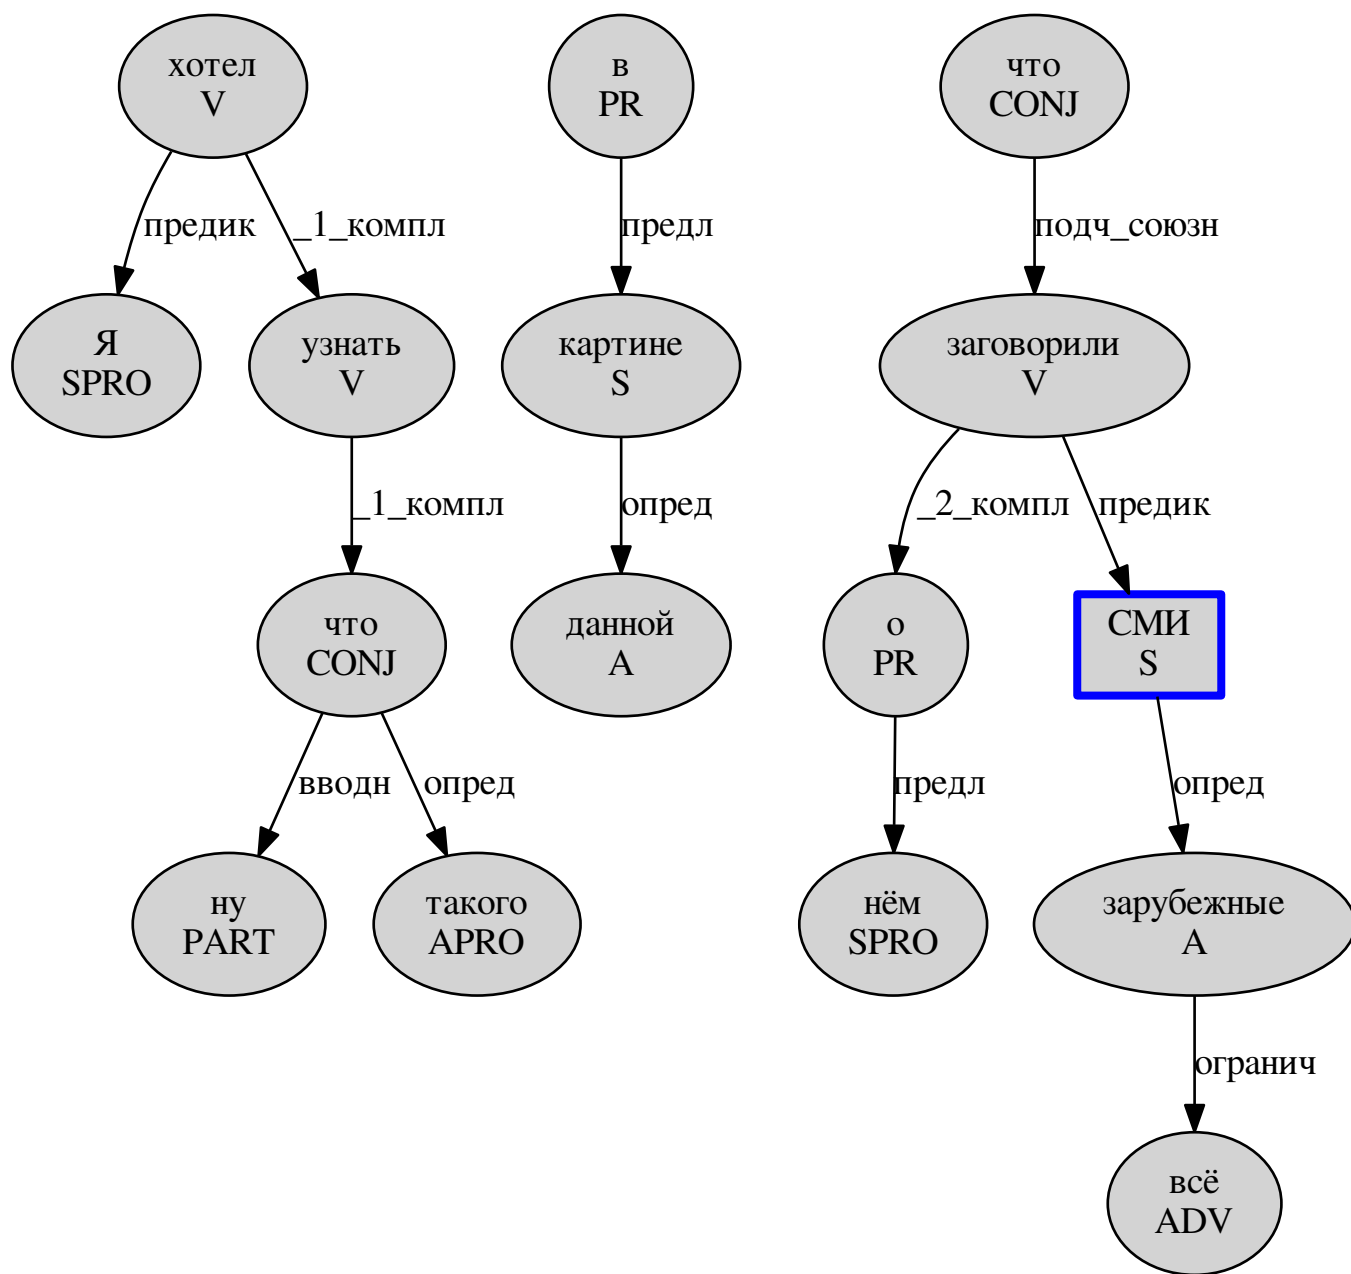 хотел
V
в
PR
что
CONJ
предик
_1_компл
предл
подч_союзн
Я
SPRO
узнать
V
картине
S
заговорили
V
_1_компл
опред
_2_компл
предик
что
CONJ
данной
A
о
PR
СМИ
S
вводн
опред
предл
опред
ну
PART
такого
APRO
нём
SPRO
зарубежные
A
огранич
всё
ADV